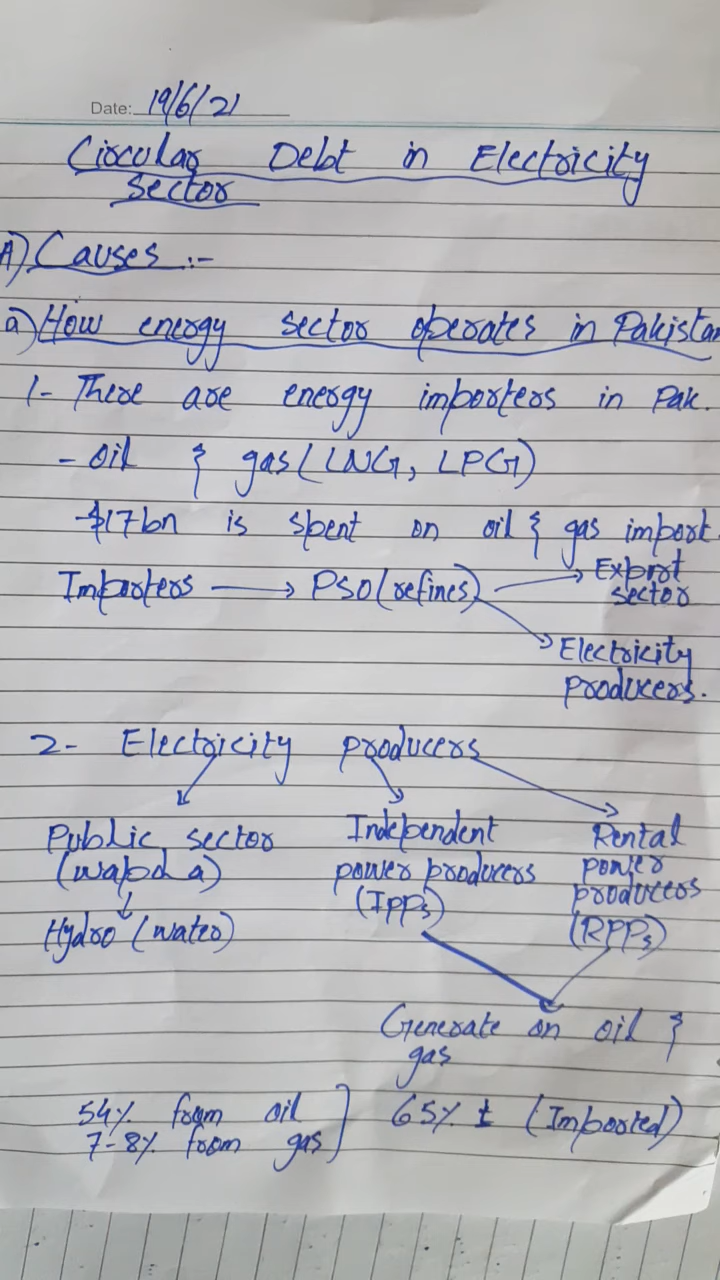 Date: 19/6/21
Circular Debt in Electricity
Sector
A) Causes :-
a) How energy sector operates in Pakistan
1- There are energy importers in Pak.
- oil & gas (LNG, LPG)
-$17bn is spent on oil & gas import.
Importers → PSO (refines) → Export
sector
→ Electricity
producers.
2- Electricity producers
Public sector
(wapda)
↓
Hydro (water)
Independent
power producers
(IPPs)
Rental
power
producers
(RPPs)
Generate on oil &
gas
54% from oil
7-8% from gas
65% ± (Imported)